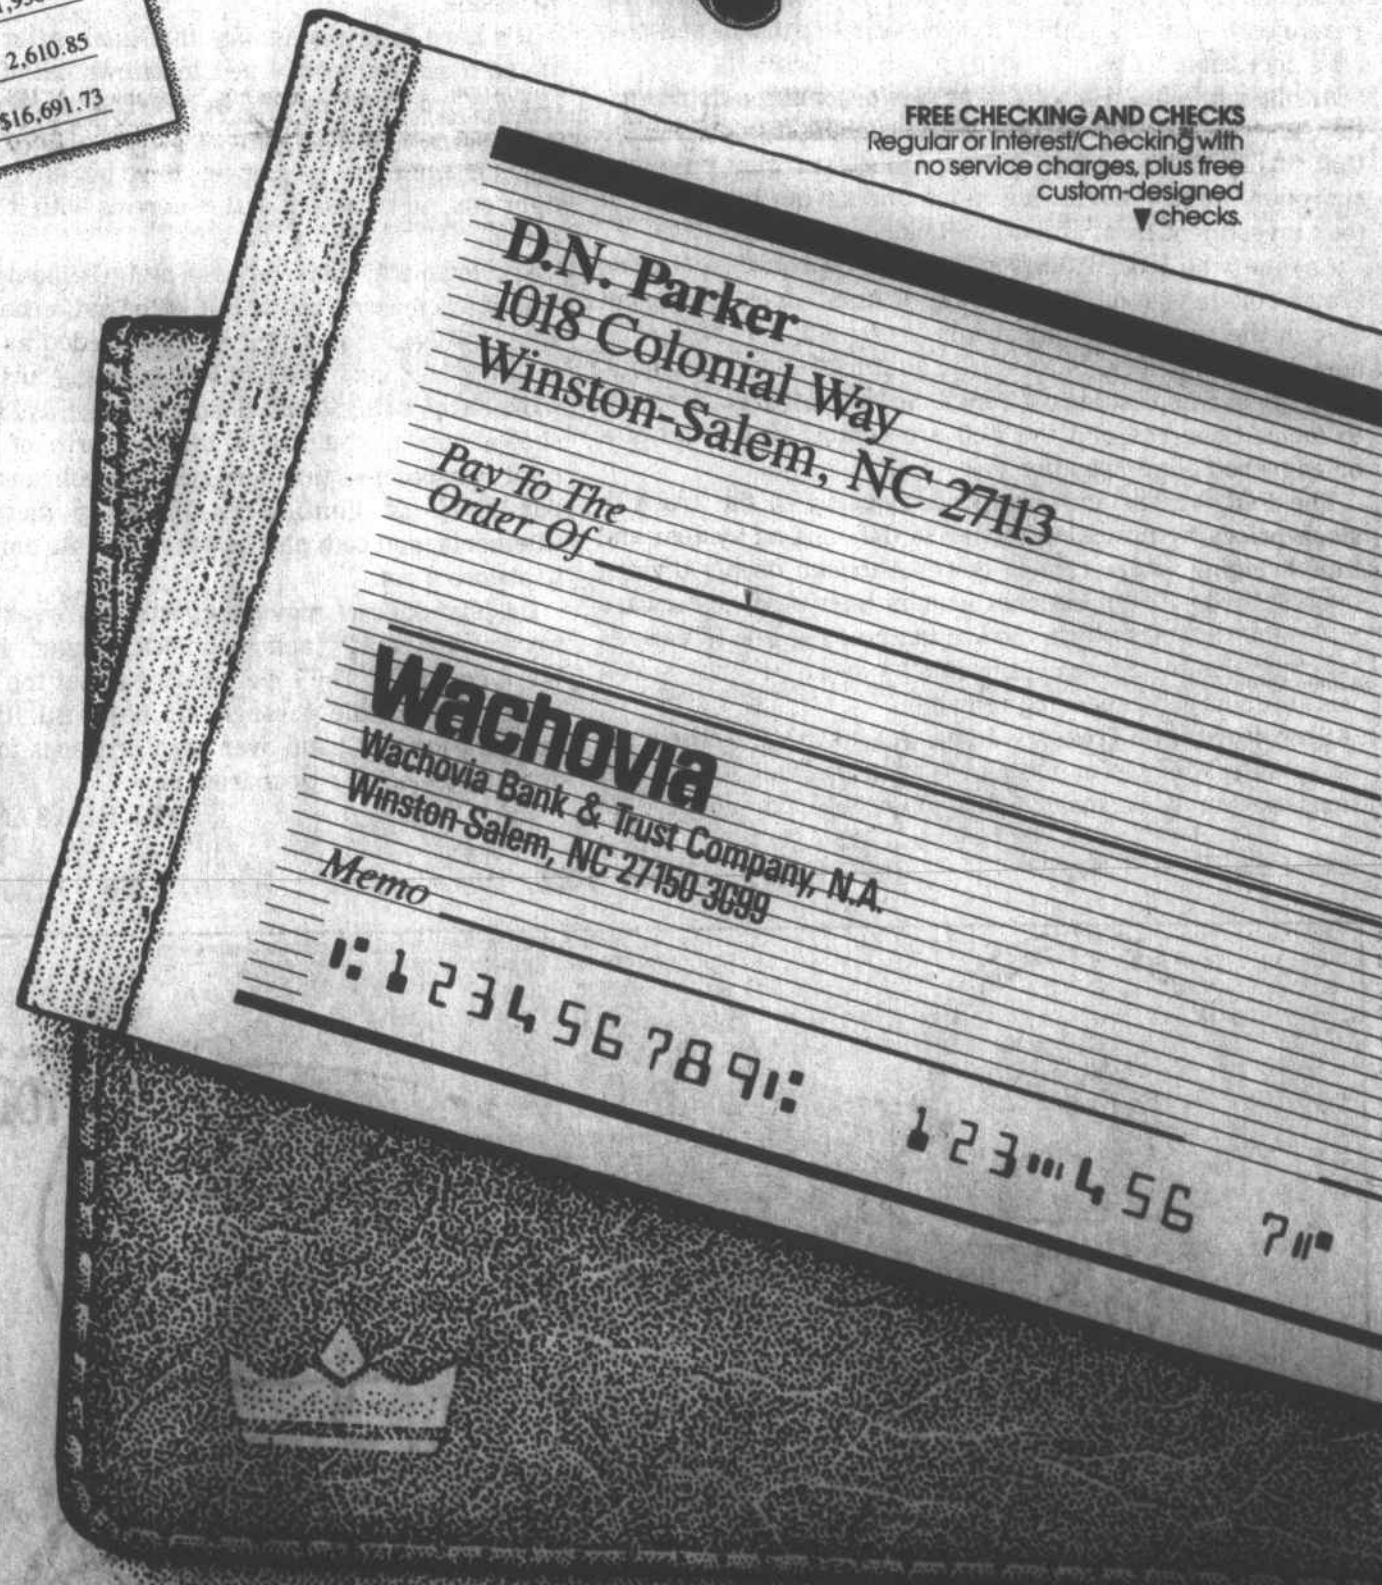 2,610.85
$16,691.73
FREE CHECKING AND CHECKS
Regular or Interest/Checking with
no service charges, plus free
custom-designed
▼checks.
D.N. Parker
1018 Colonial Way
Winston-Salem, NC 27113
Pay To The
Order Of
Wachovia
Wachovia Bank & Trust Company, N.A.
Winston-Salem, NC 27150-3099
Memo
⑆123456789⑆ 123⑉456 7⑈